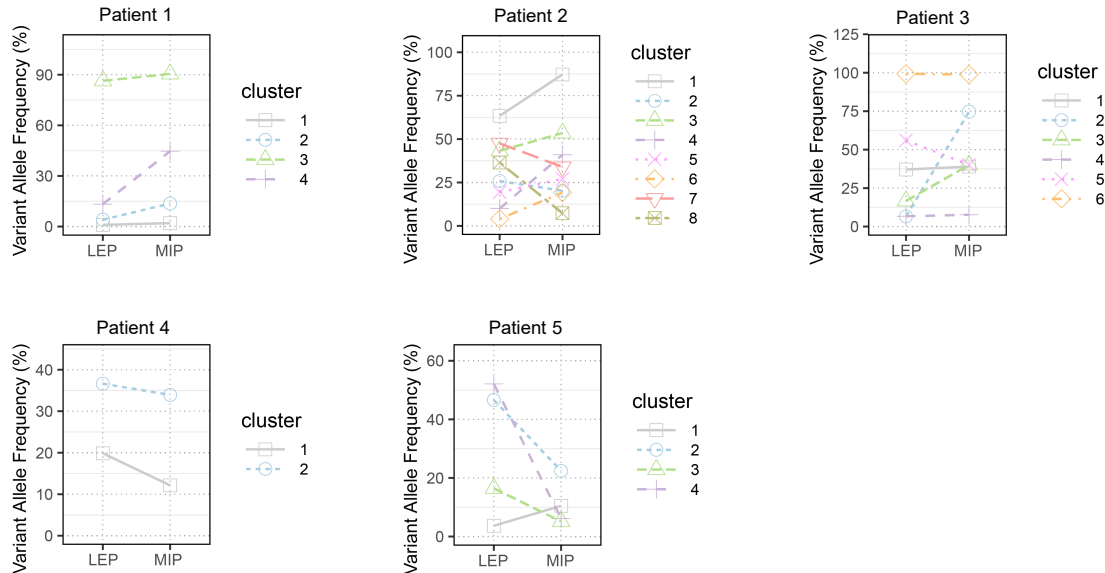 Patient 1
Variant Allele Frequency (%)
90
60
30
0
LEP MIP
cluster
1
2
3
4
Patient 2
Variant Allele Frequency (%)
100
75
50
25
0
LEP MIP
cluster
1
2
3
4
5
6
7
8
Patient 3
Variant Allele Frequency (%)
125
100
75
50
25
0
LEP MIP
cluster
1
2
3
4
5
6
Patient 4
Variant Allele Frequency (%)
40
30
20
10
0
LEP MIP
cluster
1
2
Patient 5
Variant Allele Frequency (%)
60
40
20
0
LEP MIP
cluster
1
2
3
4